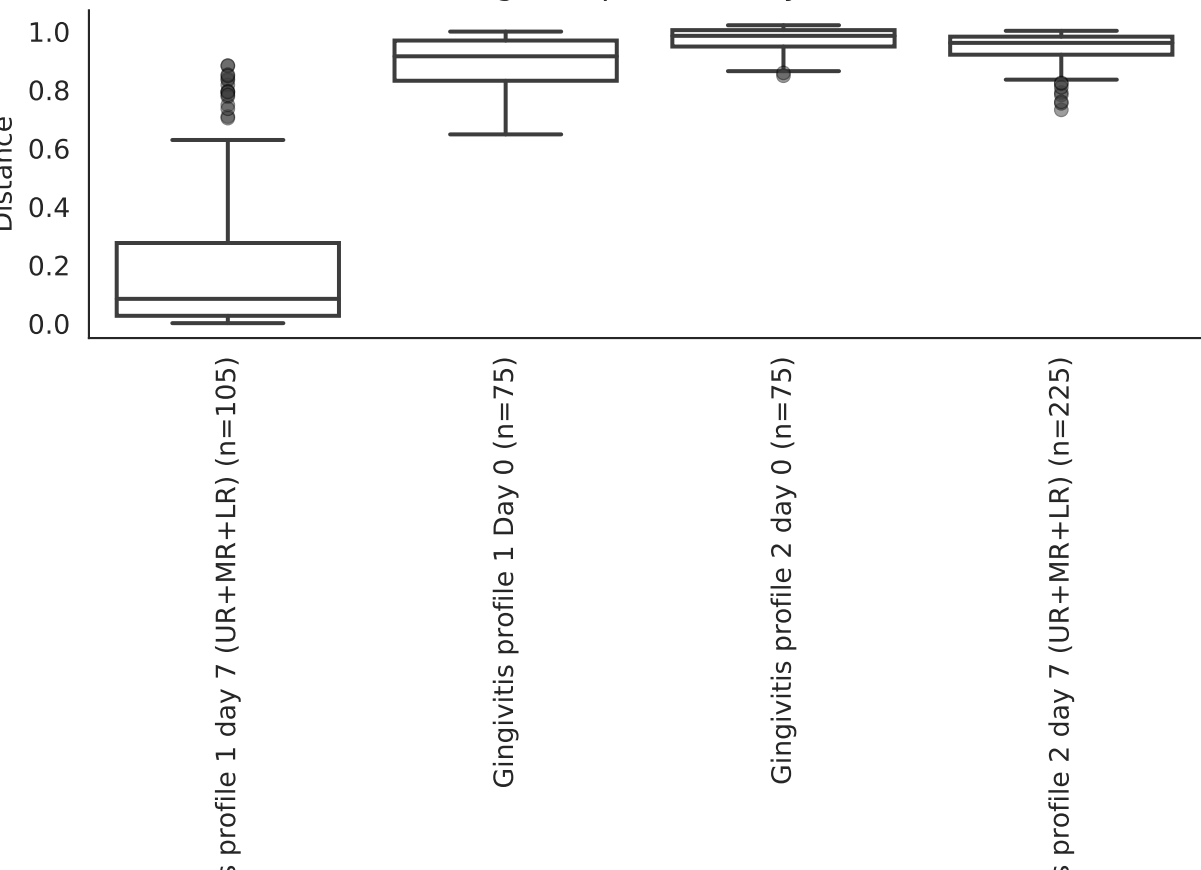 1.0
0.8
0.6
0.4
0.2
0.0
Distance
profile 1 day 7 (UR+MR+LR) (n=105)
Gingivitis profile 1 Day 0 (n=75)
Gingivitis profile 2 day 0 (n=75)
profile 2 day 7 (UR+MR+LR) (n=225)